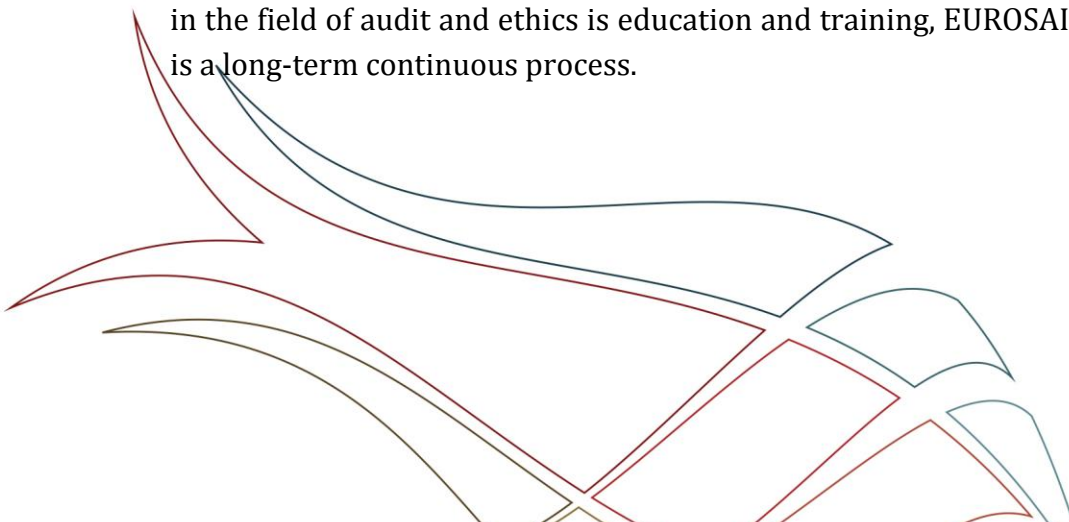 in the field of audit and ethics is education and training, EUROSAI
is a long-term continuous process.